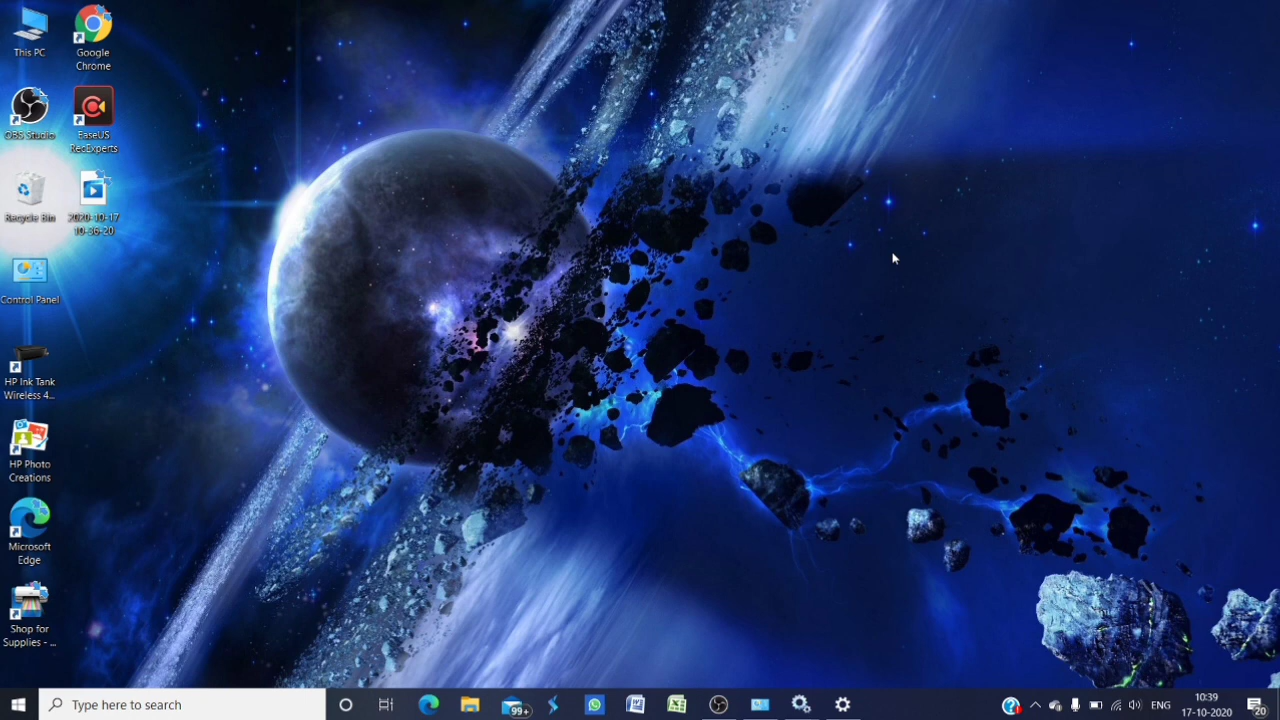 This PC
Google
Chrome
OBS Studio
EaseUS
RecExperts
Recycle Bin
2020-10-17
10-36-20
Control Panel
HP Ink Tank
Wireless 4...
HP Photo
Creations
Microsoft
Edge
Shop for
Supplies - ...
Type here to search
99+
ENG
10:39
17-10-2020
20